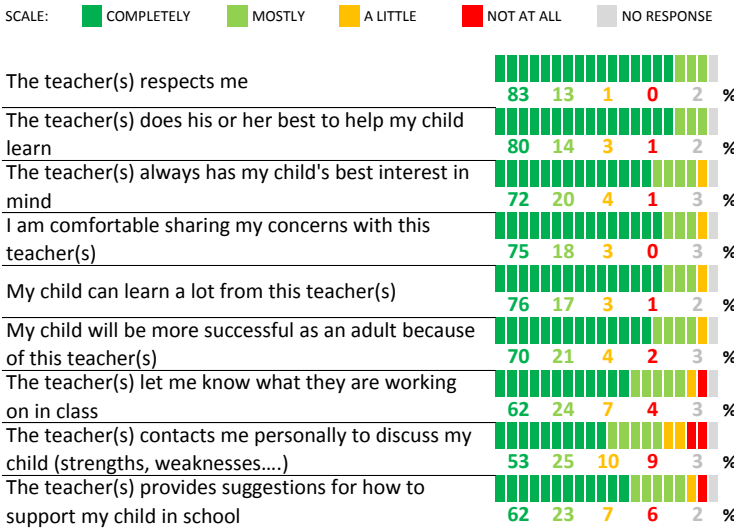 SCALE: COMPLETELY MOSTLY A LITTLE NOT AT ALL NO RESPONSE
The teacher(s) respects me
83 13 1 0 2 %
The teacher(s) does his or her best to help my child
learn
80 14 3 1 2 %
The teacher(s) always has my child's best interest in
mind
72 20 4 1 3 %
I am comfortable sharing my concerns with this
teacher(s)
75 18 3 0 3 %
My child can learn a lot from this teacher(s)
76 17 3 1 2 %
My child will be more successful as an adult because
of this teacher(s)
70 21 4 2 3 %
The teacher(s) let me know what they are working
on in class
62 24 7 4 3 %
The teacher(s) contacts me personally to discuss my
child (strengths, weaknesses....)
53 25 10 9 3 %
The teacher(s) provides suggestions for how to
support my child in school
62 23 7 6 2 %